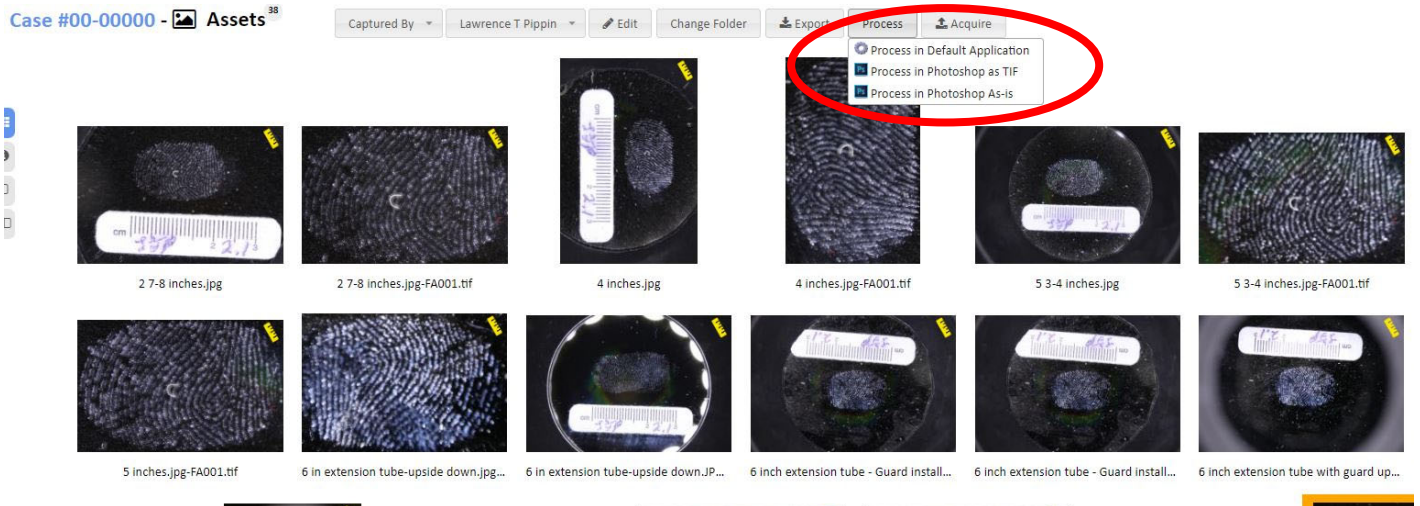 Case #00-00000 - Assets 38
Captured By Lawrence T Pippin Edit Change Folder Export Process Acquire
Process in Default Application
Process in Photoshop as TIF
Process in Photoshop As-is
2 7-8 inches.jpg 2 7-8 inches.jpg-FA001.tif 4 inches.jpg 4 inches.jpg-FA001.tif 5 3-4 inches.jpg 5 3-4 inches.jpg-FA001.tif
5 inches.jpg-FA001.tif 6 in extension tube-upside down.jpg... 6 in extension tube-upside down.JP... 6 inch extension tube - Guard install... 6 inch extension tube - Guard install... 6 inch extension tube with guard up...